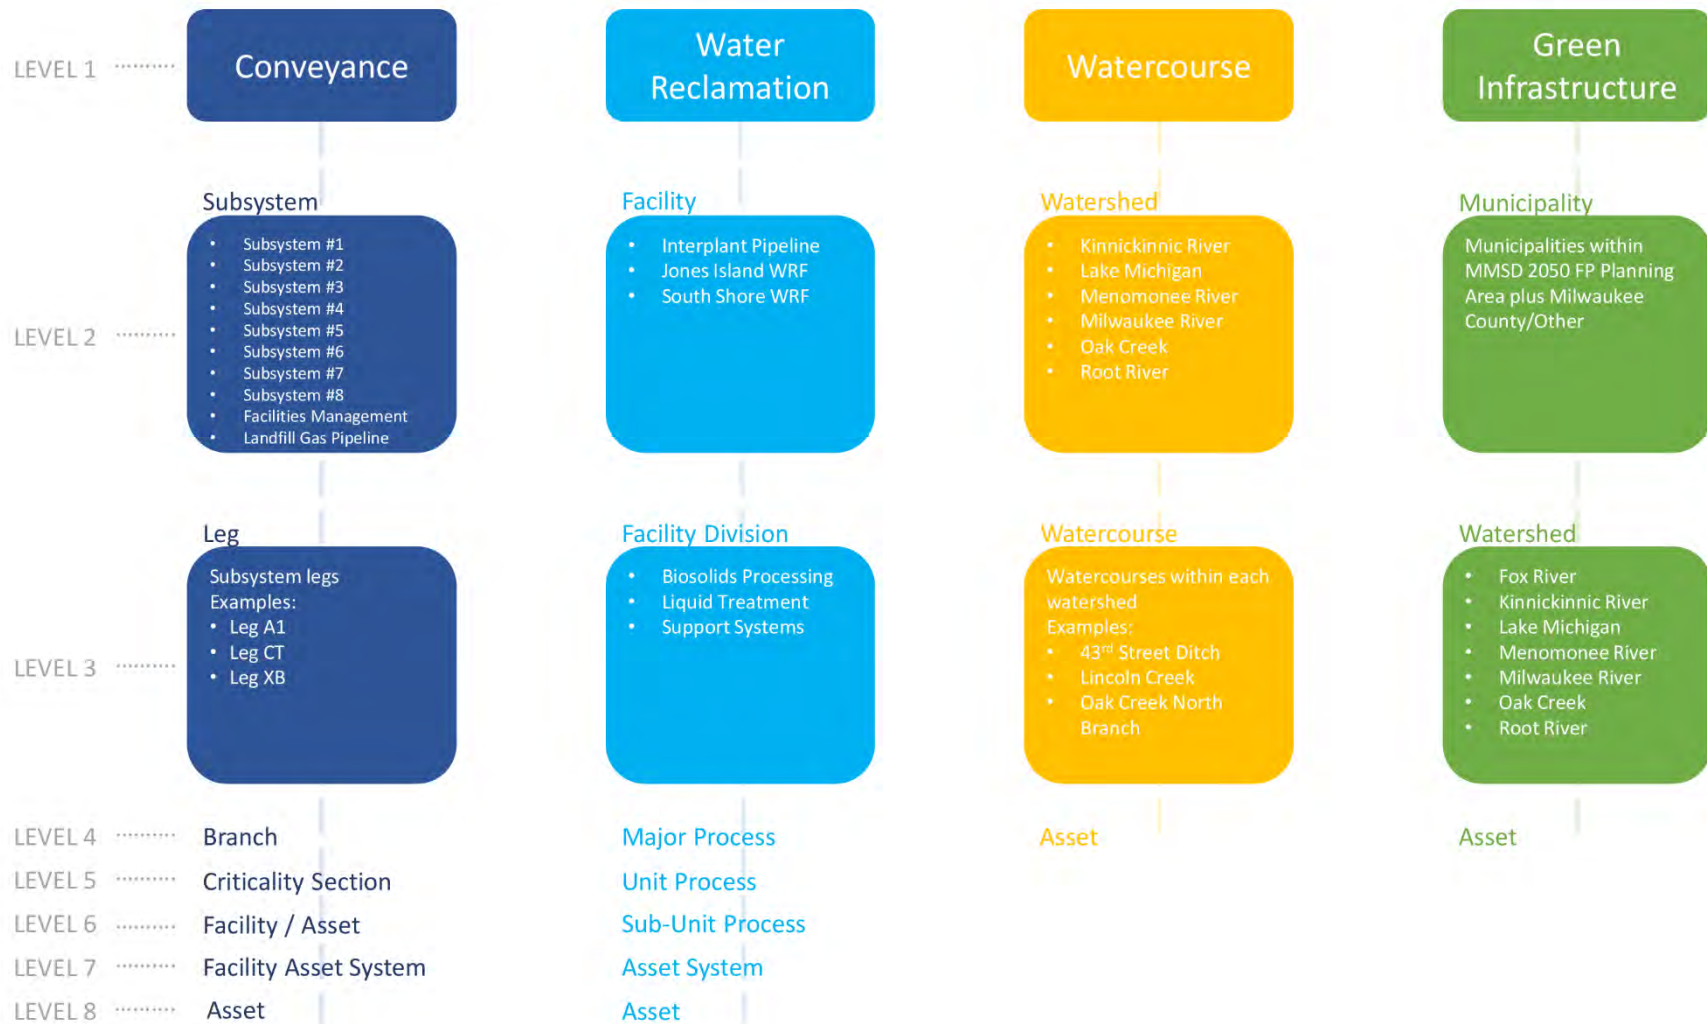 LEVEL 1 ..........
Conveyance
Water
Reclamation
Watercourse
Green
Infrastructure
LEVEL 2 ..........
Subsystem
• Subsystem #1
• Subsystem #2
• Subsystem #3
• Subsystem #4
• Subsystem #5
• Subsystem #6
• Subsystem #7
• Subsystem #8
• Facilities Management
• Landfill Gas Pipeline
Facility
• Interplant Pipeline
• Jones Island WRF
• South Shore WRF
Watershed
• Kinnickinnic River
• Lake Michigan
• Menomonee River
• Milwaukee River
• Oak Creek
• Root River
Municipality
Municipalities within
MMSD 2050 FP Planning
Area plus Milwaukee
County/Other
LEVEL 3 ..........
Leg
Subsystem legs
Examples:
• Leg A1
• Leg CT
• Leg XB
Facility Division
• Biosolids Processing
• Liquid Treatment
• Support Systems
Watercourse
Watercourses within each
watershed
Examples:
• 43rd Street Ditch
• Lincoln Creek
• Oak Creek North
Branch
Watershed
• Fox River
• Kinnickinnic River
• Lake Michigan
• Menomonee River
• Milwaukee River
• Oak Creek
• Root River
LEVEL 4 .......... Branch
Major Process
Asset
Asset
LEVEL 5 .......... Criticality Section
Unit Process
LEVEL 6 .......... Facility / Asset
Sub-Unit Process
LEVEL 7 .......... Facility Asset System
Asset System
LEVEL 8 .......... Asset
Asset